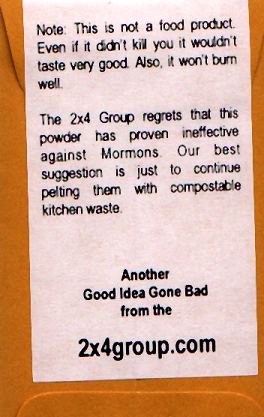 Note: This is not a food product.
Even if it didn't kill you it wouldn't
taste very good. Also, it won't burn
well.
The 2x4 Group regrets that this
powder has proven ineffective
against Mormons. Our best
suggestion is just to continue
pelting them with compostable
kitchen waste.
Another
Good Idea Gone Bad
from the
2x4group.com